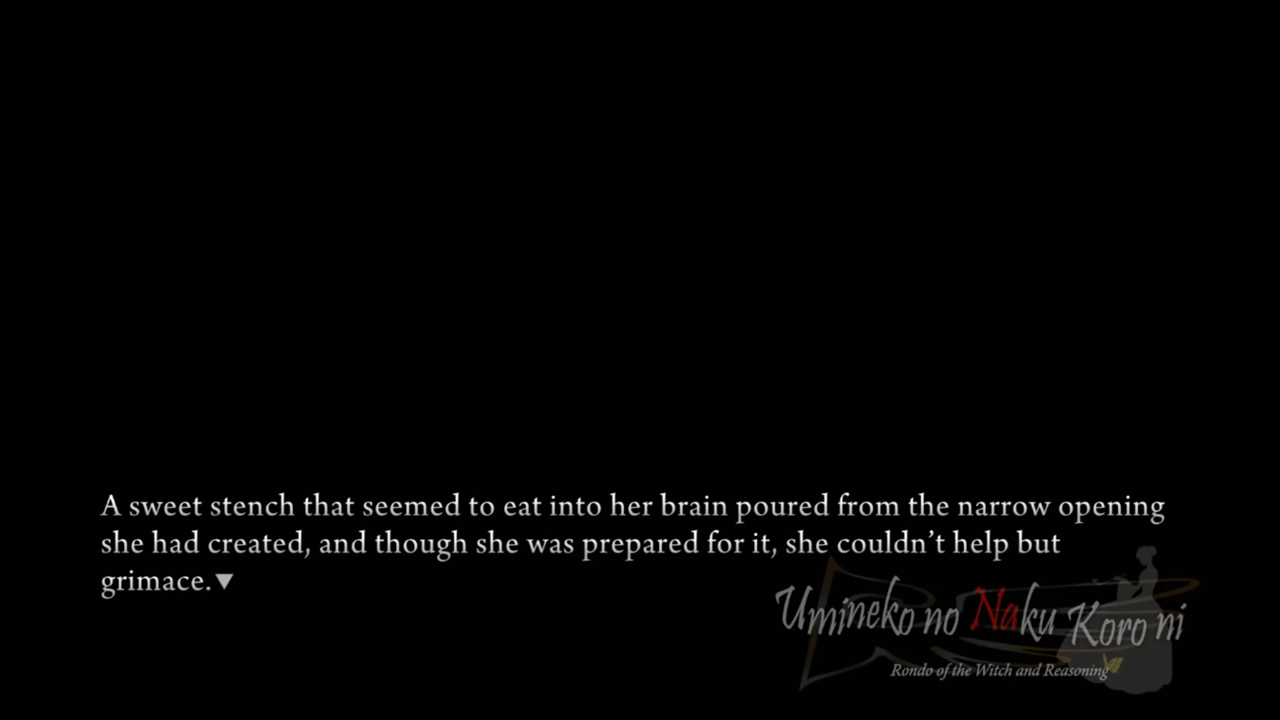 A sweet stench that seemed to eat into her brain poured from the narrow opening
she had created, and though she was prepared for it, she couldn’t help but
grimace.▼
Umineko no Naku Koro ni
Rondo of the Witch and Reasoning